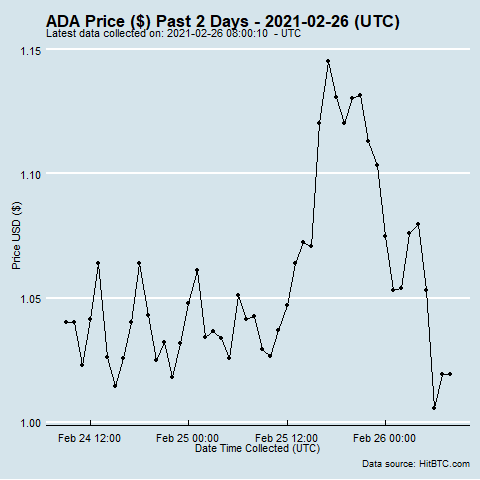 ADA Price ($) Past 2 Days - 2021-02-26 (UTC)
Latest data collected on: 2021-02-26 08:00:10  - UTC
1.15
1.10
1.05
1.00
Price USD ($)
Feb 24 12:00
Feb 25 00:00
Feb 25 12:00
Feb 26 00:00
Date Time Collected (UTC)
Data source: HitBTC.com